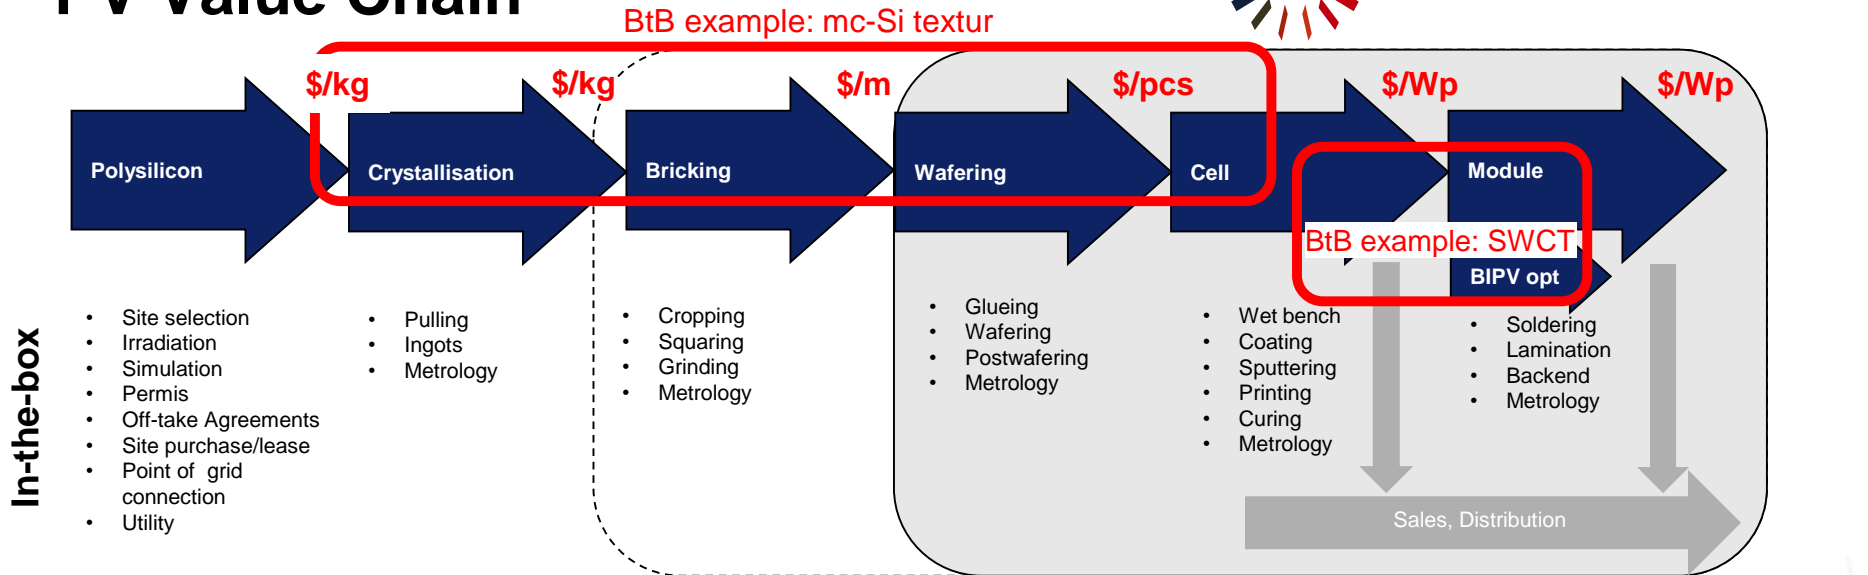 PV Value Chain
BtB example: mc-Si textur
$/kg
$/kg
$/m
$/pcs
$/Wp
$/Wp
Polysilicon
Crystallisation
Bricking
Wafering
Cell
Module
BtB example: SWCT
BIPV opt
In-the-box
• Site selection
• Irradiation
• Simulation
• Permis
• Off-take Agreements
• Site purchase/lease
• Point of grid
connection
• Utility
• Pulling
• Ingots
• Metrology
• Cropping
• Squaring
• Grinding
• Metrology
• Glueing
• Wafering
• Postwafering
• Metrology
• Wet bench
• Coating
• Sputtering
• Printing
• Curing
• Metrology
• Soldering
• Lamination
• Backend
• Metrology
Sales, Distribution